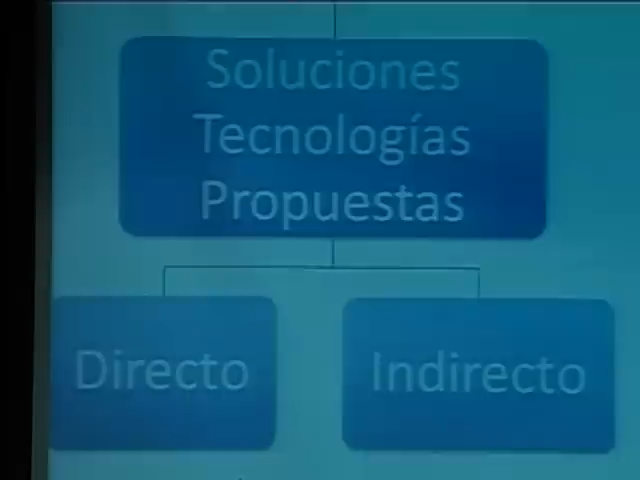 Soluciones
Tecnologías
Propuestas
Directo
Indirecto